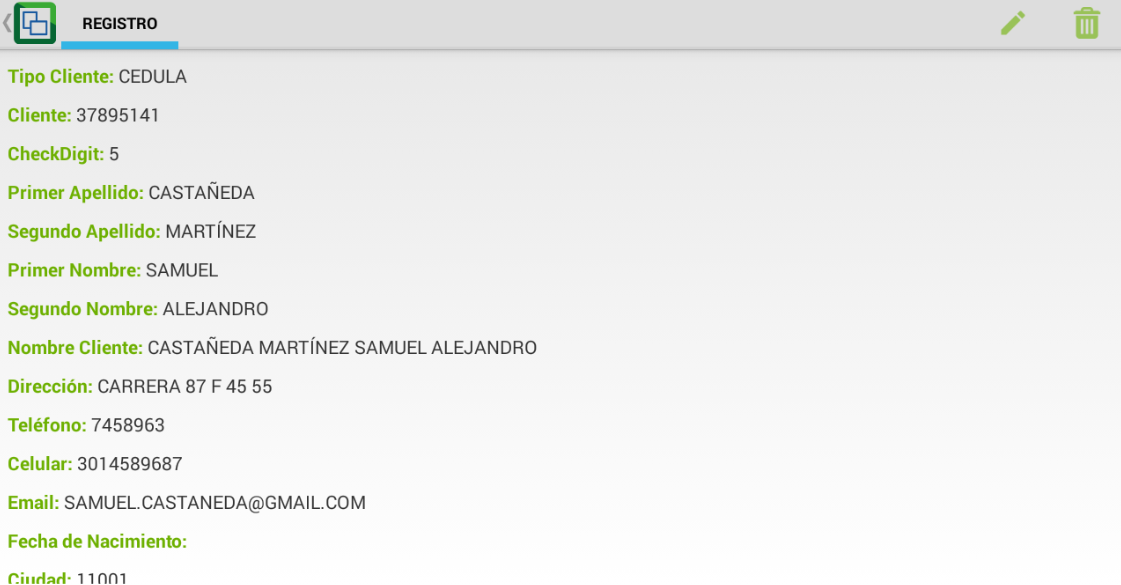 REGISTRO
Tipo Cliente: CEDULA
Cliente: 37895141
CheckDigit: 5
Primer Apellido: CASTAÑEDA
Segundo Apellido: MARTÍNEZ
Primer Nombre: SAMUEL
Segundo Nombre: ALEJANDRO
Nombre Cliente: CASTAÑEDA MARTÍNEZ SAMUEL ALEJANDRO
Dirección: CARRERA 87 F 45 55
Teléfono: 7458963
Celular: 3014589687
Email: SAMUEL.CASTANEDA@GMAIL.COM
Fecha de Nacimiento:
Ciudad: 11001